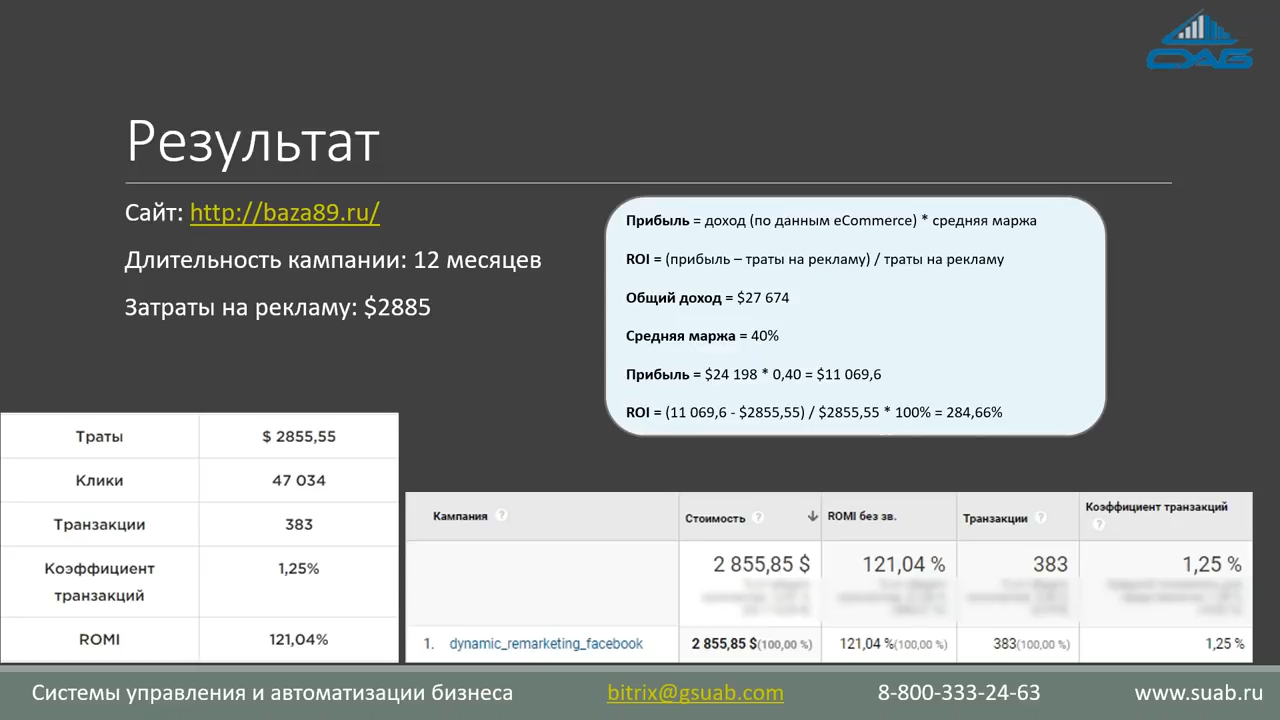 ОАБ
Результат
Сайт: http://baza89.ru/
Длительность кампании: 12 месяцев
Затраты на рекламу: $2885
Прибыль = доход (по данным eCommerce) * средняя маржа
ROI = (прибыль – траты на рекламу) / траты на рекламу
Общий доход = $27 674
Средняя маржа = 40%
Прибыль = $24 198 * 0,40 = $11 069,6
ROI = (11 069,6 - $2855,55) / $2855,55 * 100% = 284,66%
Траты $ 2855,55
Клики 47 034
Транзакции 383
Коэффициент
транзакций 1,25%
ROMI 121,04%
Кампания ? Стоимость ? ↓ ROMI без зв. Транзакции ? Коэффициент транзакций ?
2 855,85 $ 121,04 % 383 1,25 %
1. dynamic_remarketing_facebook 2 855,85 $(100,00 %) 121,04 %(100,00 %) 383(100,00 %) 1,25 %
Системы управления и автоматизации бизнеса bitrix@gsuab.com 8-800-333-24-63 www.suab.ru